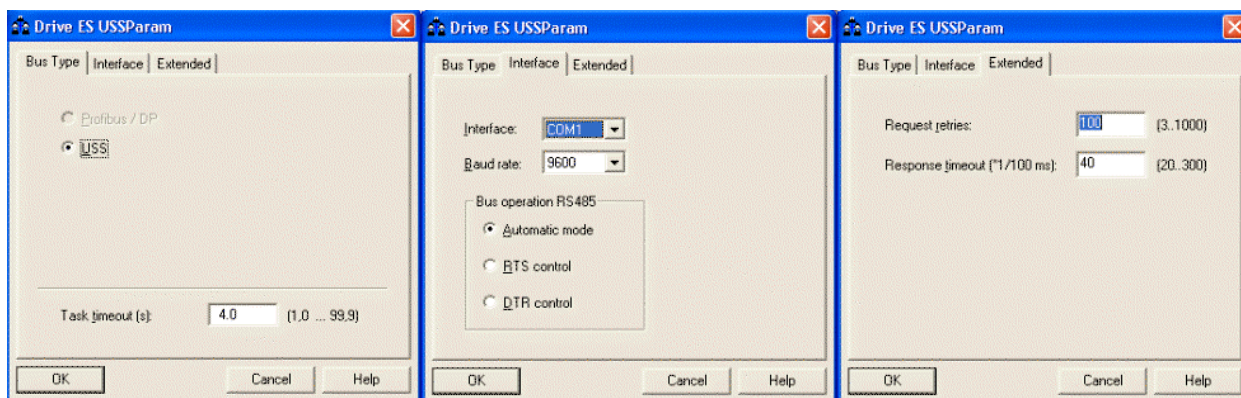 Drive ES USSParam
Bus Type Interface Extended
Profibus / DP
USS
Task timeout (s): 4.0 (1,0 ... 99,9)
OK Cancel Help
Drive ES USSParam
Bus Type Interface Extended
Interface: COM1
Baud rate: 9600
Bus operation RS485
Automatic mode
RTS control
DTR control
OK Cancel Help
Drive ES USSParam
Bus Type Interface Extended
Request retries: 100 (3..1000)
Response timeout (*1/100 ms): 40 (20..300)
OK Cancel Help